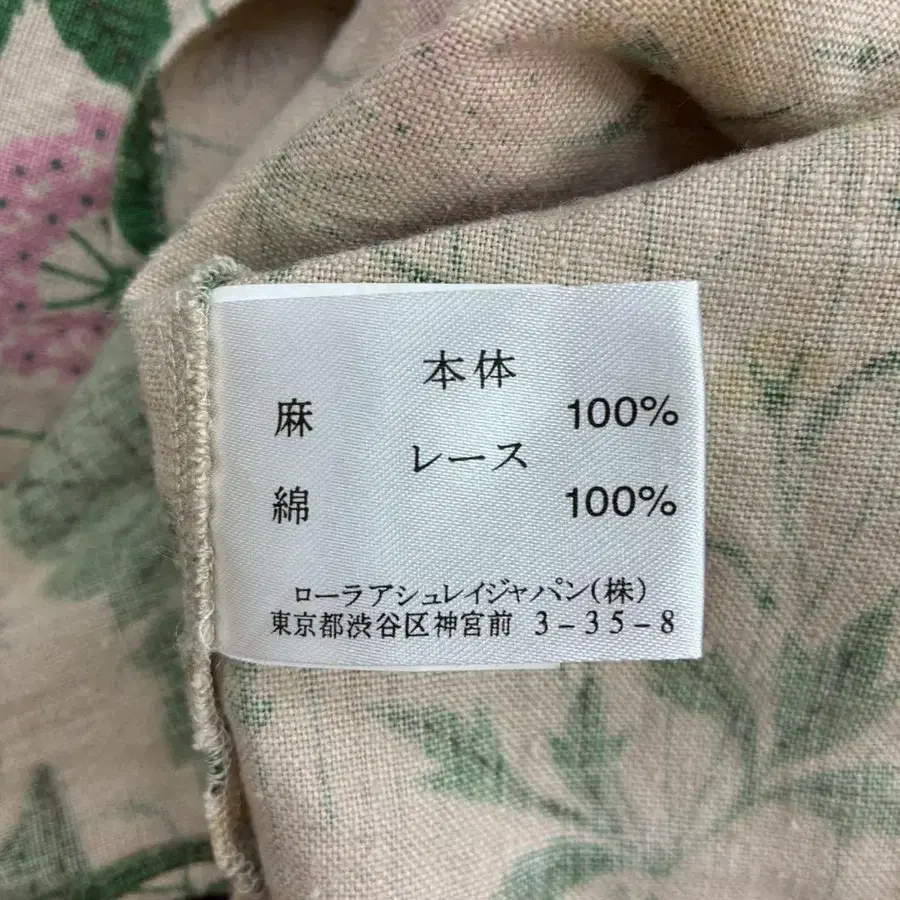 本体
麻 100%
レース
綿 100%
ローラアシュレイジャパン(株)
東京都渋谷区神宮前 3-35-8